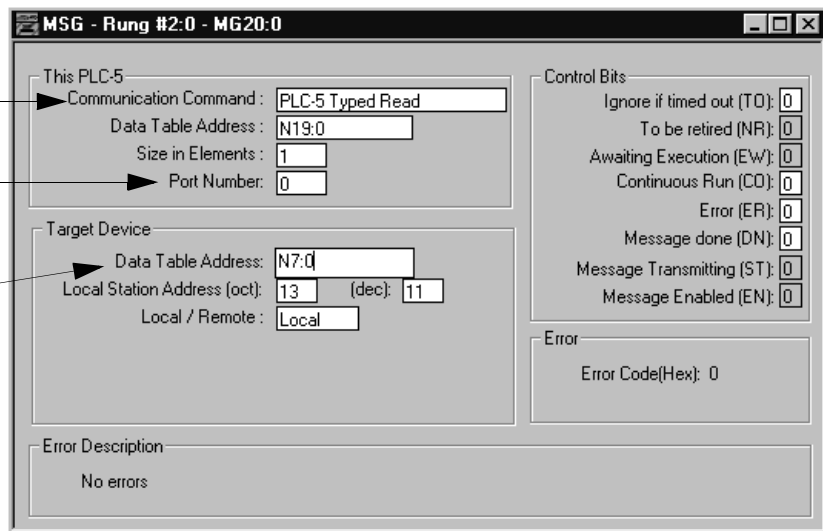 MSG - Rung #2:0 - MG20:0
This PLC-5
Communication Command : PLC-5 Typed Read
Data Table Address : N19:0
Size in Elements : 1
Port Number: 0
Target Device
Data Table Address: N7:0
Local Station Address (oct): 13 (dec): 11
Local / Remote : Local
Control Bits
Ignore if timed out (TO): 0
To be retired (NR): 0
Awaiting Execution (EW): 0
Continuous Run (CO): 0
Error (ER): 0
Message done (DN): 0
Message Transmitting (ST): 0
Message Enabled (EN): 0
Error
Error Code(Hex): 0
Error Description
No errors